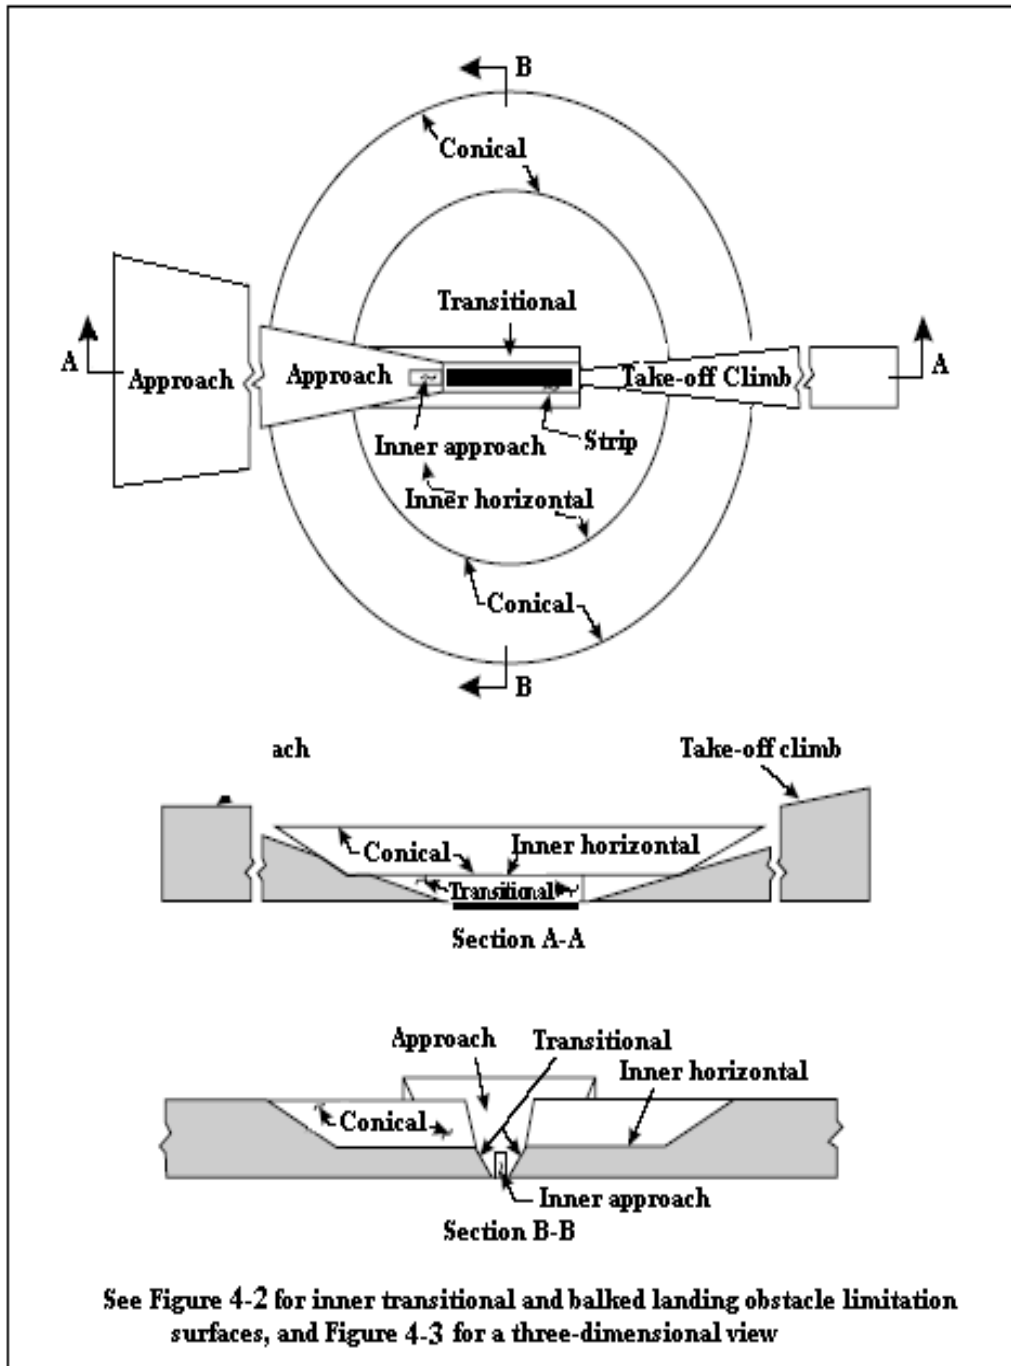 B
Conical
Transitional
A
Approach
Approach
Take-off Climb
A
Inner approach
Strip
Inner horizontal
Conical
B
ach
Take-off climb
Conical
Inner horizontal
Transitional
Section A-A
Approach
Transitional
Inner horizontal
Conical
Inner approach
Section B-B
See Figure 4-2 for inner transitional and balked landing obstacle limitation
surfaces, and Figure 4-3 for a three-dimensional view